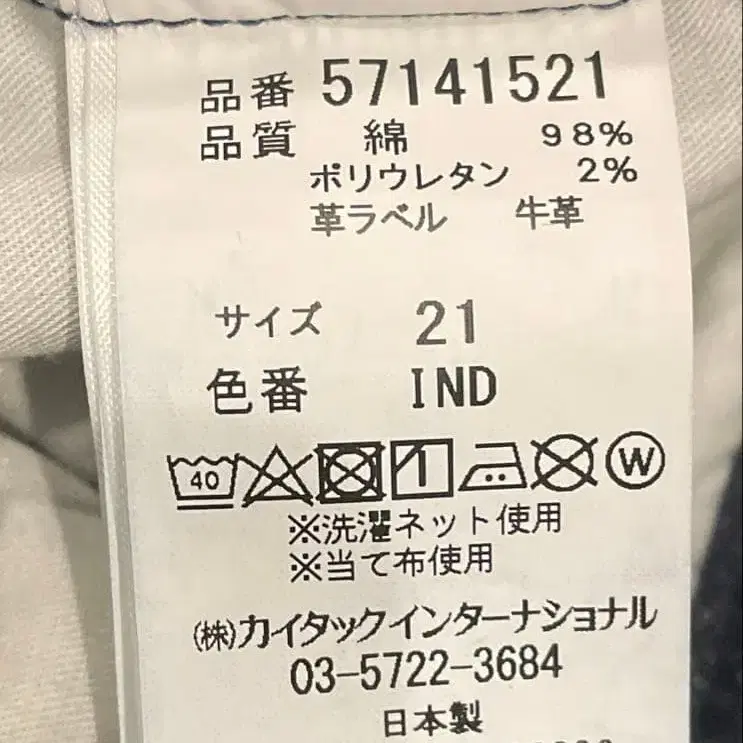 品番 57141521
品質 綿 98%
ポリウレタン 2%
革ラベル 牛革
サイズ 21
色番 IND
40 W
※洗濯ネット使用
※当て布使用
(株)カイタックインターナショナル
03-5722-3684
日本製